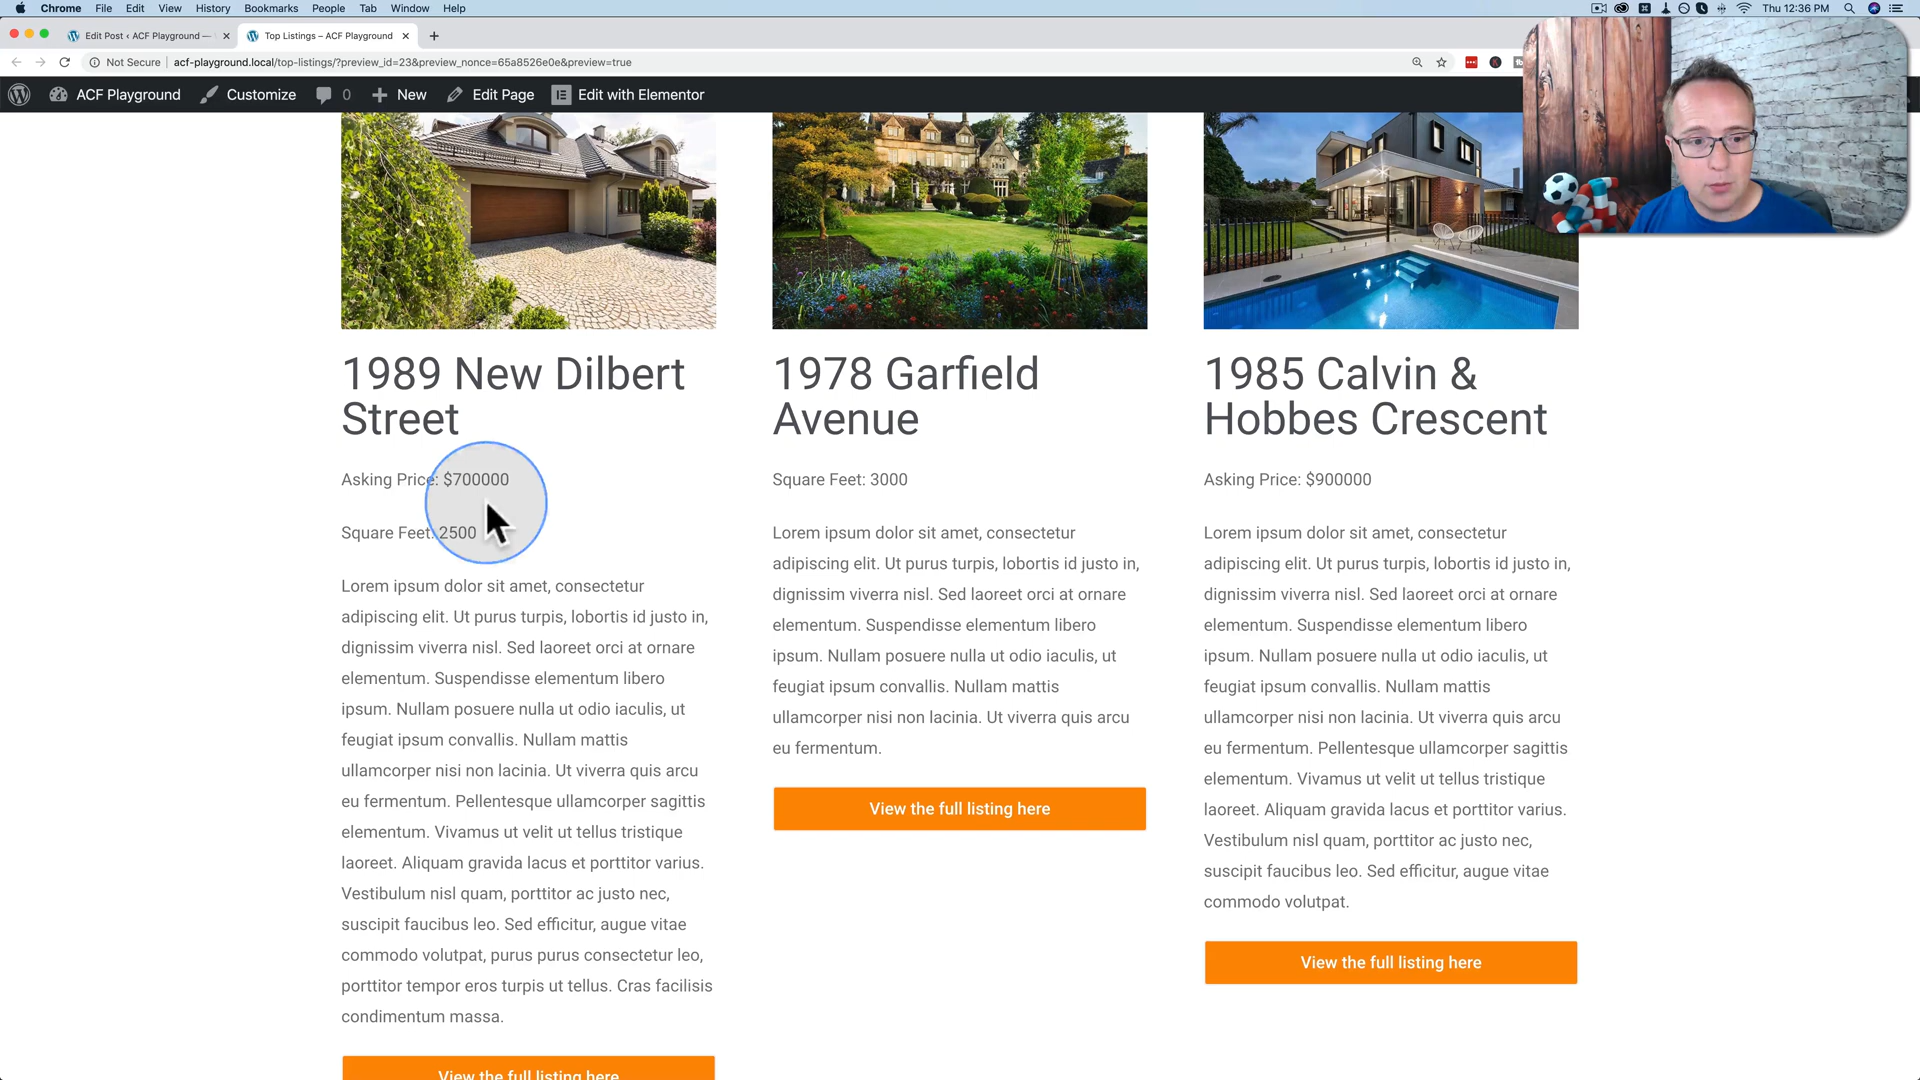 Chrome File Edit View History Bookmarks People Tab Window Help Thu 12:36 PM
Edit Post ‹ ACF Playground — Top Listings – ACF Playground
Not Secure acf-playground.local/top-listings/?preview_id=23&preview_nonce=65a8526e0e&preview=true
ACF Playground Customize 0 New Edit Page Edit with Elementor
1989 New Dilbert
Street
Asking Price: $700000
Square Feet: 2500
Lorem ipsum dolor sit amet, consectetur
adipiscing elit. Ut purus turpis, lobortis id justo in,
dignissim viverra nisl. Sed laoreet orci at ornare
elementum. Suspendisse elementum libero
ipsum. Nullam posuere nulla ut odio iaculis, ut
feugiat ipsum convallis. Nullam mattis
ullamcorper nisi non lacinia. Ut viverra quis arcu
eu fermentum. Pellentesque ullamcorper sagittis
elementum. Vivamus ut velit ut tellus tristique
laoreet. Aliquam gravida lacus et porttitor varius.
Vestibulum nisl quam, porttitor ac justo nec,
suscipit faucibus leo. Sed efficitur, augue vitae
commodo volutpat, purus purus consectetur leo,
porttitor tempor eros turpis ut tellus. Cras facilisis
condimentum massa.
View the full listing here
1978 Garfield
Avenue
Square Feet: 3000
Lorem ipsum dolor sit amet, consectetur
adipiscing elit. Ut purus turpis, lobortis id justo in,
dignissim viverra nisl. Sed laoreet orci at ornare
elementum. Suspendisse elementum libero
ipsum. Nullam posuere nulla ut odio iaculis, ut
feugiat ipsum convallis. Nullam mattis
ullamcorper nisi non lacinia. Ut viverra quis arcu
eu fermentum.
View the full listing here
1985 Calvin &
Hobbes Crescent
Asking Price: $900000
Lorem ipsum dolor sit amet, consectetur
adipiscing elit. Ut purus turpis, lobortis id justo in,
dignissim viverra nisl. Sed laoreet orci at ornare
elementum. Suspendisse elementum libero
ipsum. Nullam posuere nulla ut odio iaculis, ut
feugiat ipsum convallis. Nullam mattis
ullamcorper nisi non lacinia. Ut viverra quis arcu
eu fermentum. Pellentesque ullamcorper sagittis
elementum. Vivamus ut velit ut tellus tristique
laoreet. Aliquam gravida lacus et porttitor varius.
Vestibulum nisl quam, porttitor ac justo nec,
suscipit faucibus leo. Sed efficitur, augue vitae
commodo volutpat.
View the full listing here